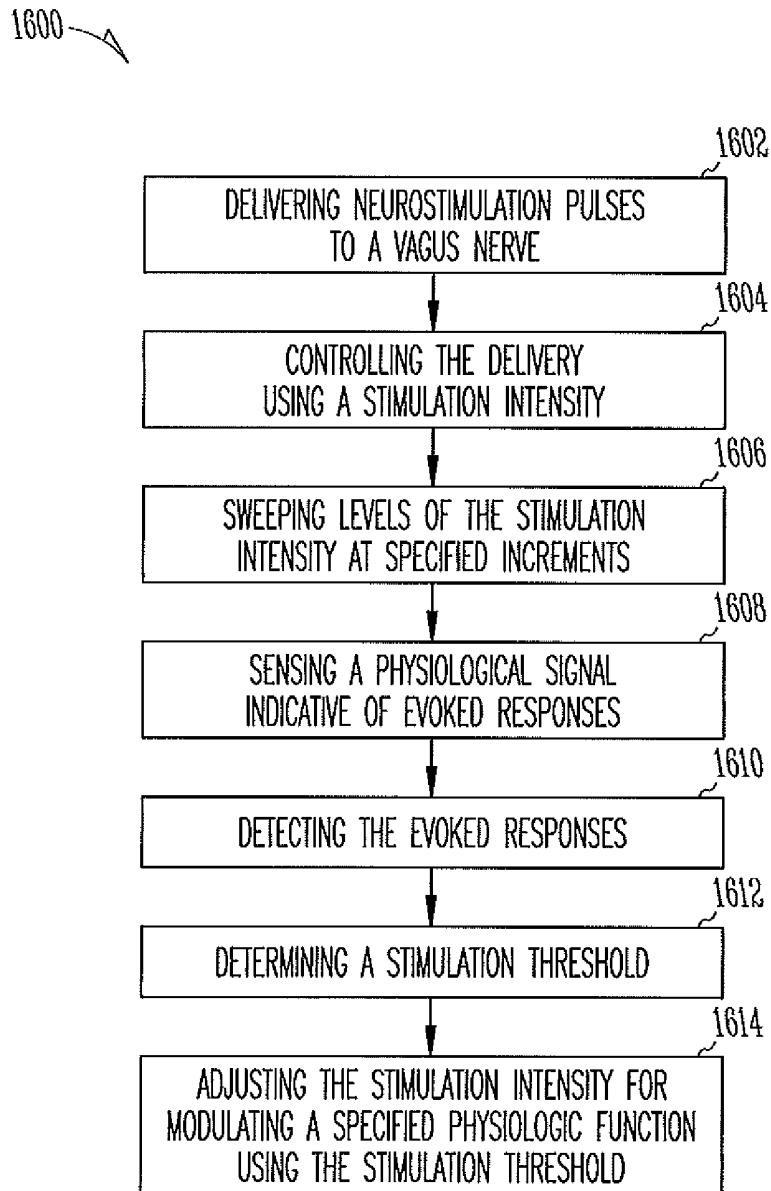 1600
1602
DELIVERING NEUROSTIMULATION PULSES
TO A VAGUS NERVE
1604
CONTROLLING THE DELIVERY
USING A STIMULATION INTENSITY
1606
SWEEPING LEVELS OF THE STIMULATION
INTENSITY AT SPECIFIED INCREMENTS
1608
SENSING A PHYSIOLOGICAL SIGNAL
INDICATIVE OF EVOKED RESPONSES
1610
DETECTING THE EVOKED RESPONSES
1612
DETERMINING A STIMULATION THRESHOLD
1614
ADJUSTING THE STIMULATION INTENSITY FOR
MODULATING A SPECIFIED PHYSIOLOGIC FUNCTION
USING THE STIMULATION THRESHOLD